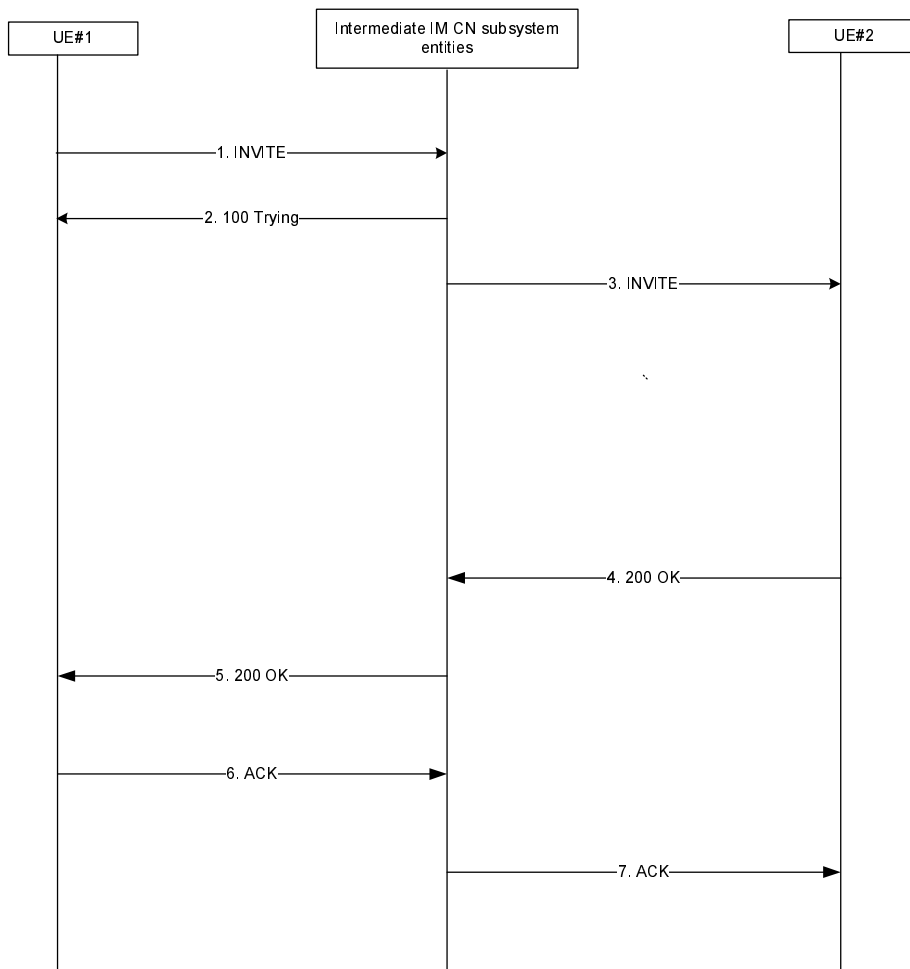 UE#1
Intermediate IM CN subsystem
entities
UE#2
1. INVITE
2. 100 Trying
3. INVITE
4. 200 OK
5. 200 OK
6. ACK
7. ACK